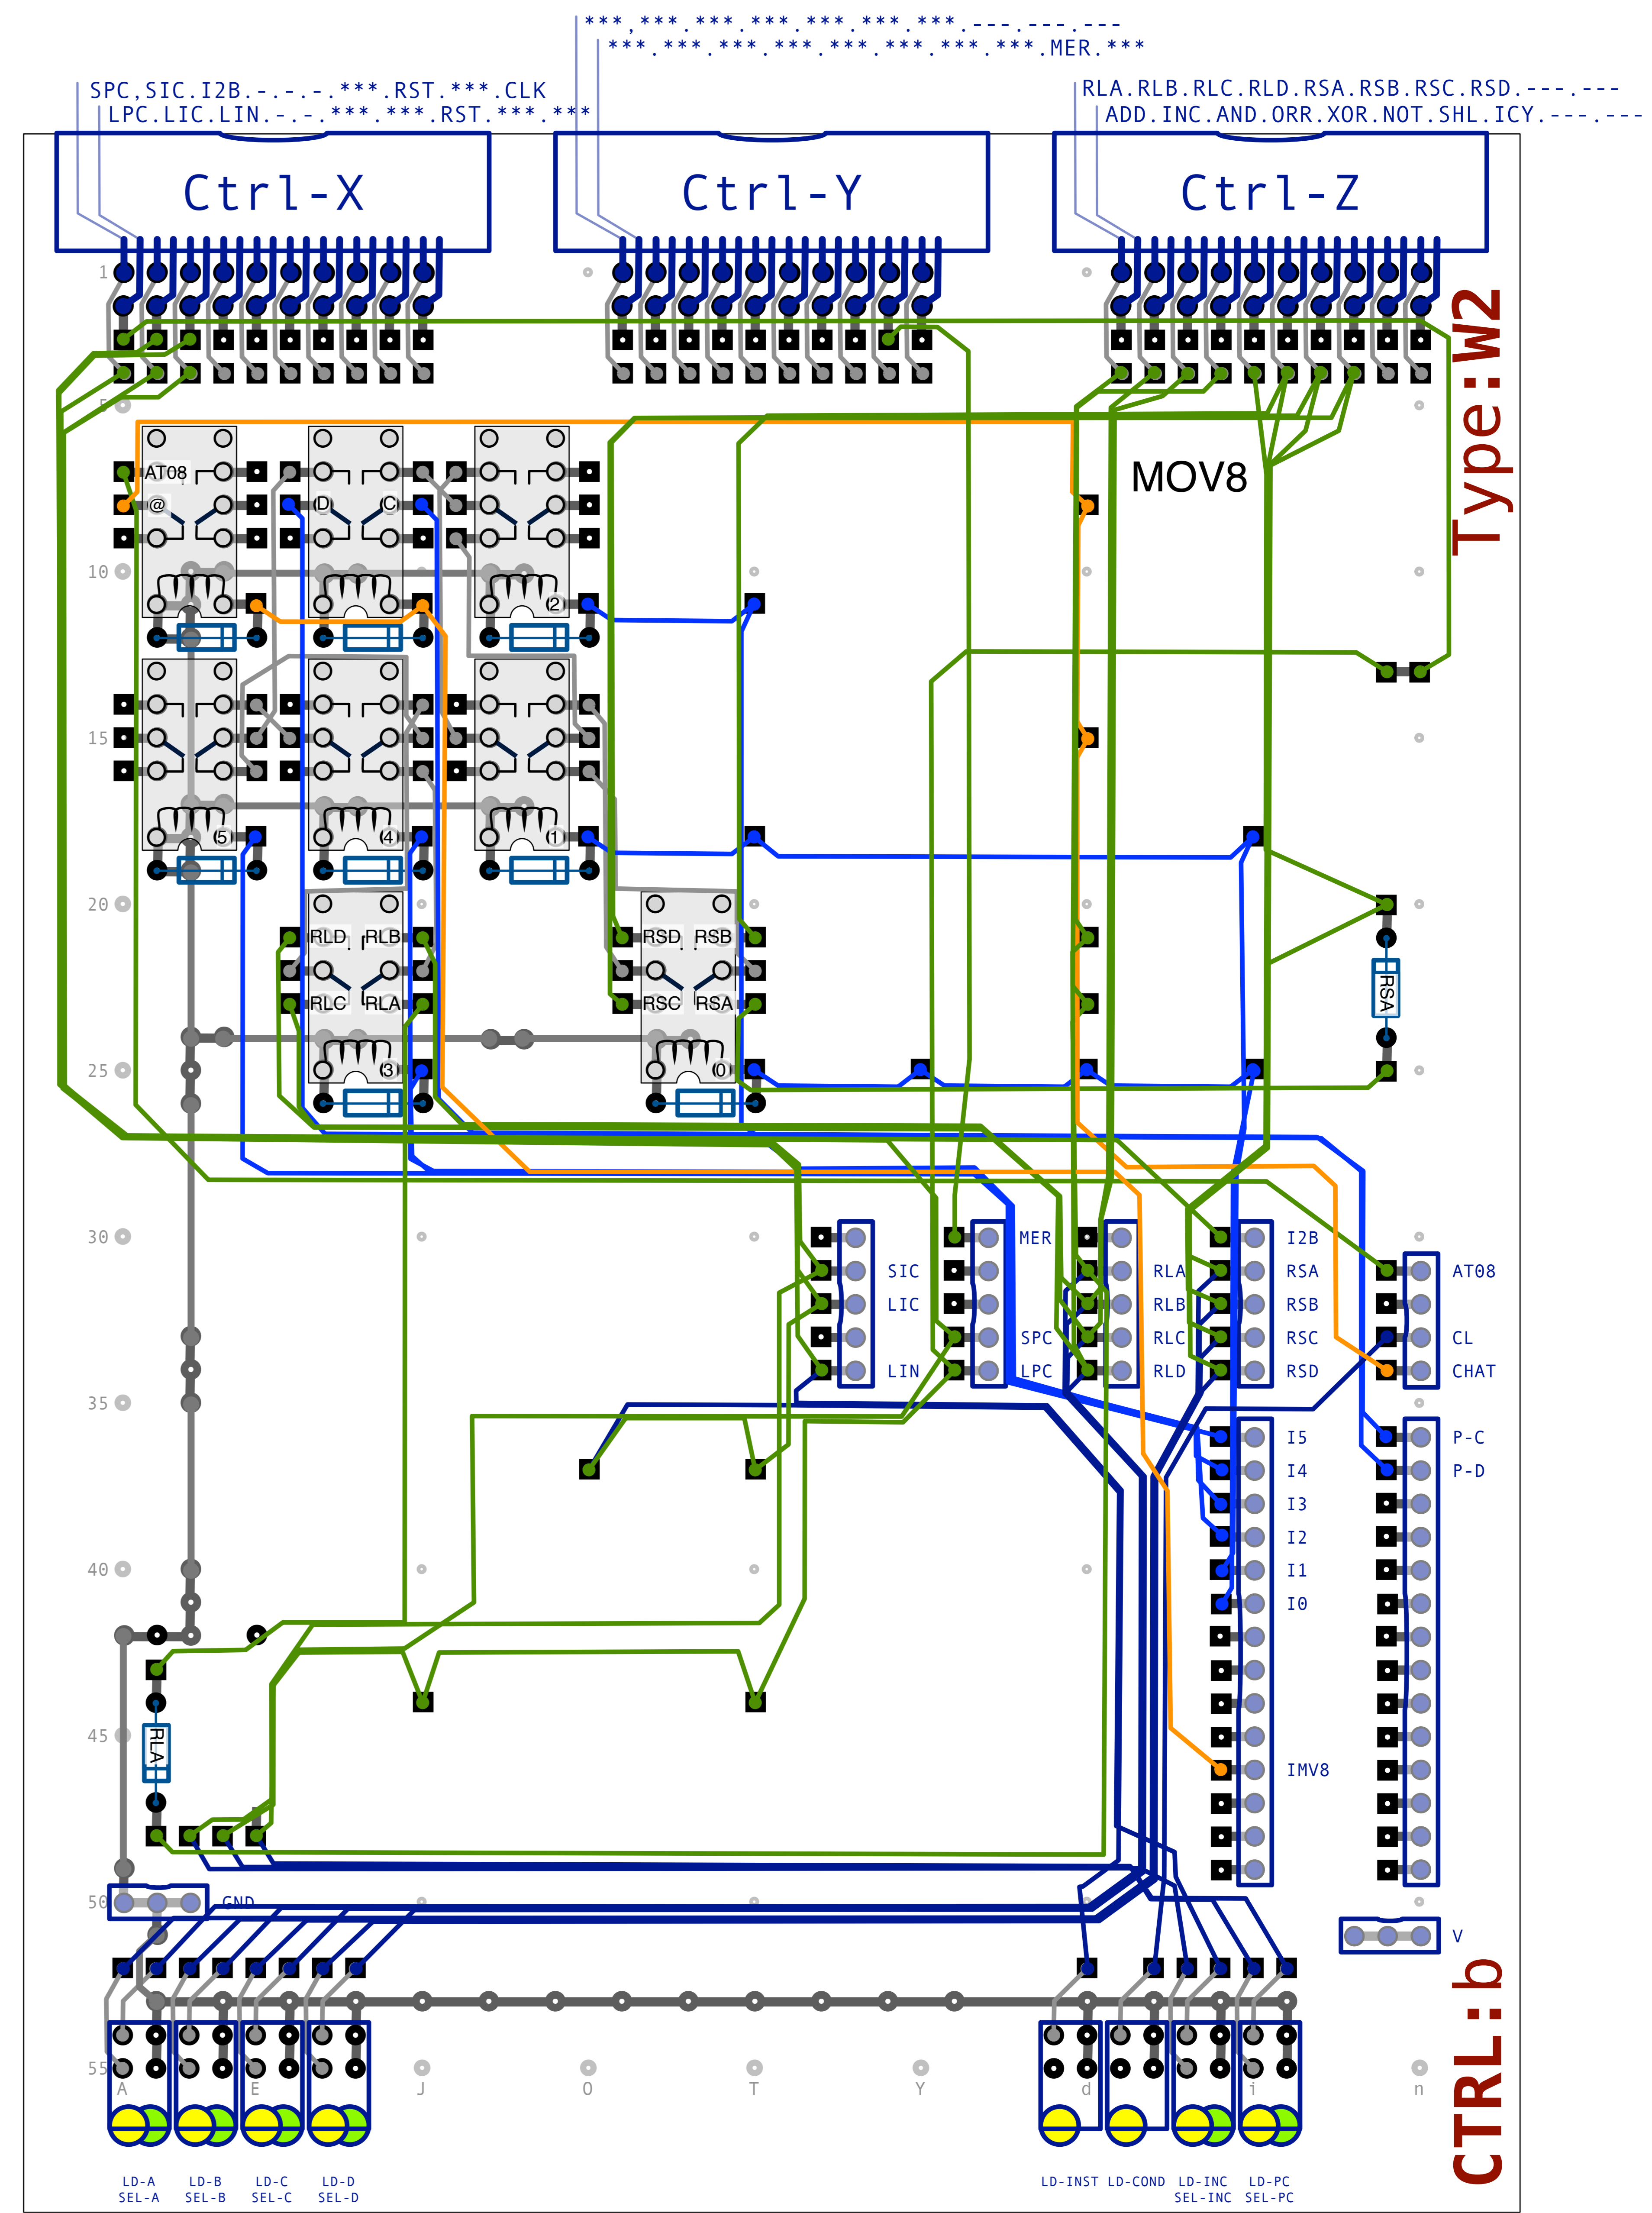 ***,***.***.***.***.***.***.---.---.---
***.***.***.***.***.***.***.***.MER.***
SPC,SIC.I2B.-.-.-.***.RST.***.CLK
LPC.LIC.LIN.-.-.***.***.RST.***.***
RLA.RLB.RLC.RLD.RSA.RSB.RSC.RSD.---.---
ADD.INC.AND.ORR.XOR.NOT.SHL.ICY.---.---
Ctrl-X
Ctrl-Y
Ctrl-Z
1
Type:W2
5
MOV8
AT08
@
D
C
10
2
15
5
4
1
20
RLD
RLB
RSD
RSB
RLC
RLA
RSC
RSA
RSA
25
3
0
30
MER
I2B
SIC
RLA
RSA
AT08
LIC
RLB
RSB
SPC
RLC
RSC
CL
LIN
LPC
RLD
RSD
CHAT
35
I5
P-C
I4
P-D
I3
I2
40
I1
I0
45
RLA
IMV8
50
GND
V
CTRL:b
55
A
E
J
O
T
Y
d
i
n
LD-A
SEL-A
LD-B
SEL-B
LD-C
SEL-C
LD-D
SEL-D
LD-INST
LD-COND
LD-INC
SEL-INC
LD-PC
SEL-PC